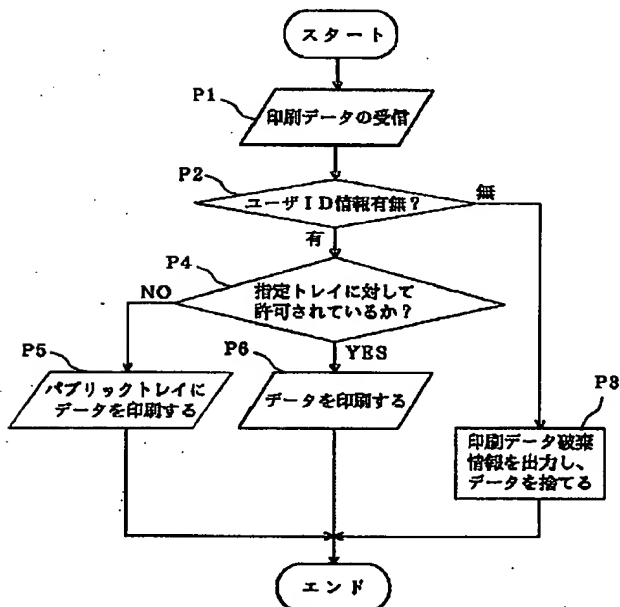 スタート
P1
印刷データの受信
P2
ユーザID情報有無?
無
有
P4
指定トレイに対して
許可されているか?
NO
YES
P5
パブリックトレイに
データを印刷する
P6
データを印刷する
P8
印刷データ破棄
情報を出力し、
データを捨てる
エンド